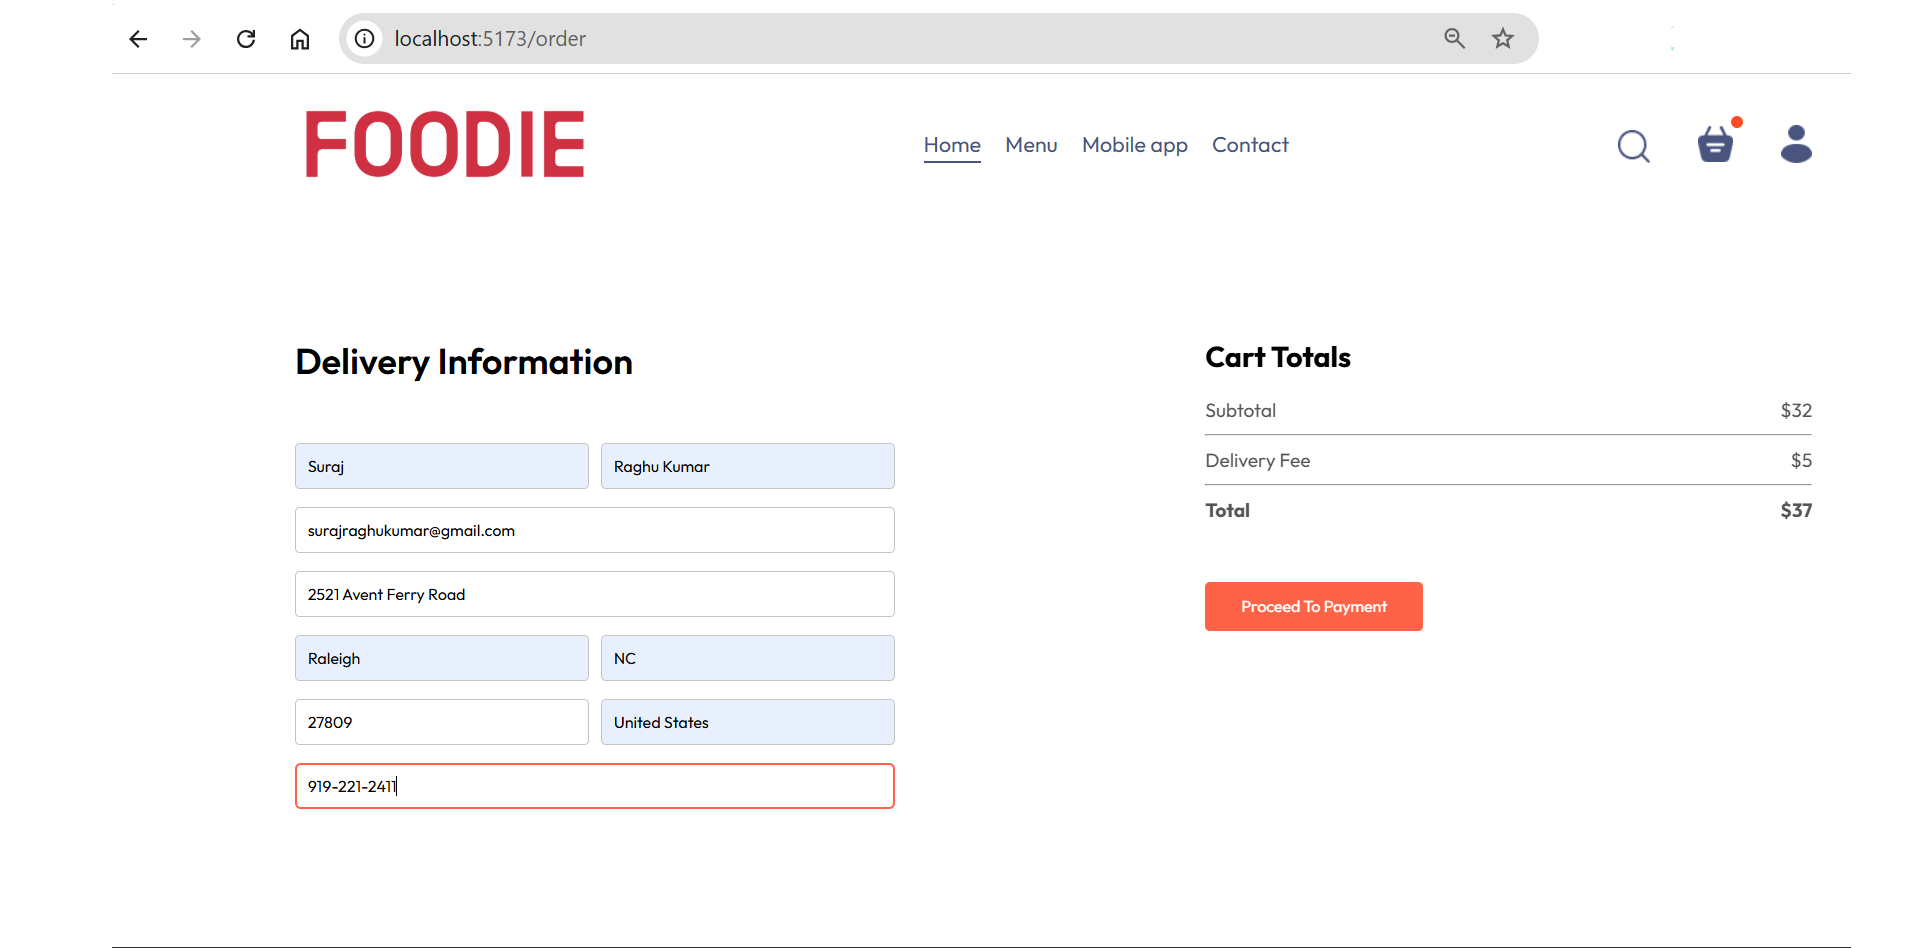 localhost:5173/order
FOODIE
Home Menu Mobile app Contact
Delivery Information
Suraj Raghu Kumar
surajraghukumar@gmail.com
2521 Avent Ferry Road
Raleigh NC
27809 United States
919-221-2411
Cart Totals
Subtotal $32
Delivery Fee $5
Total $37
Proceed To Payment